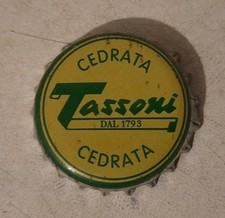 CEDRATA
Tassoni
DAL 1793
CEDRATA